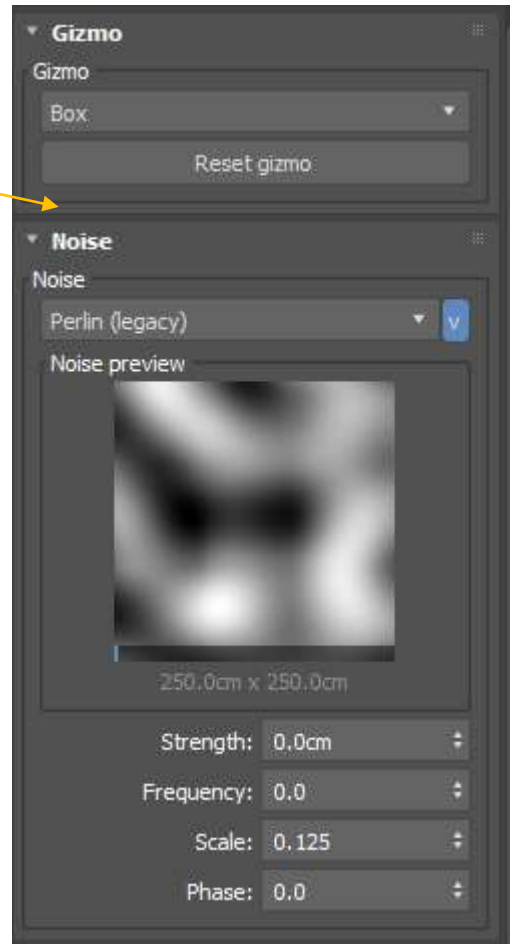 Gizmo
Gizmo
Box
Reset gizmo
Noise
Noise
Perlin (legacy)
v
Noise preview
250.0cm x 250.0cm
Strength: 0.0cm
Frequency: 0.0
Scale: 0.125
Phase: 0.0